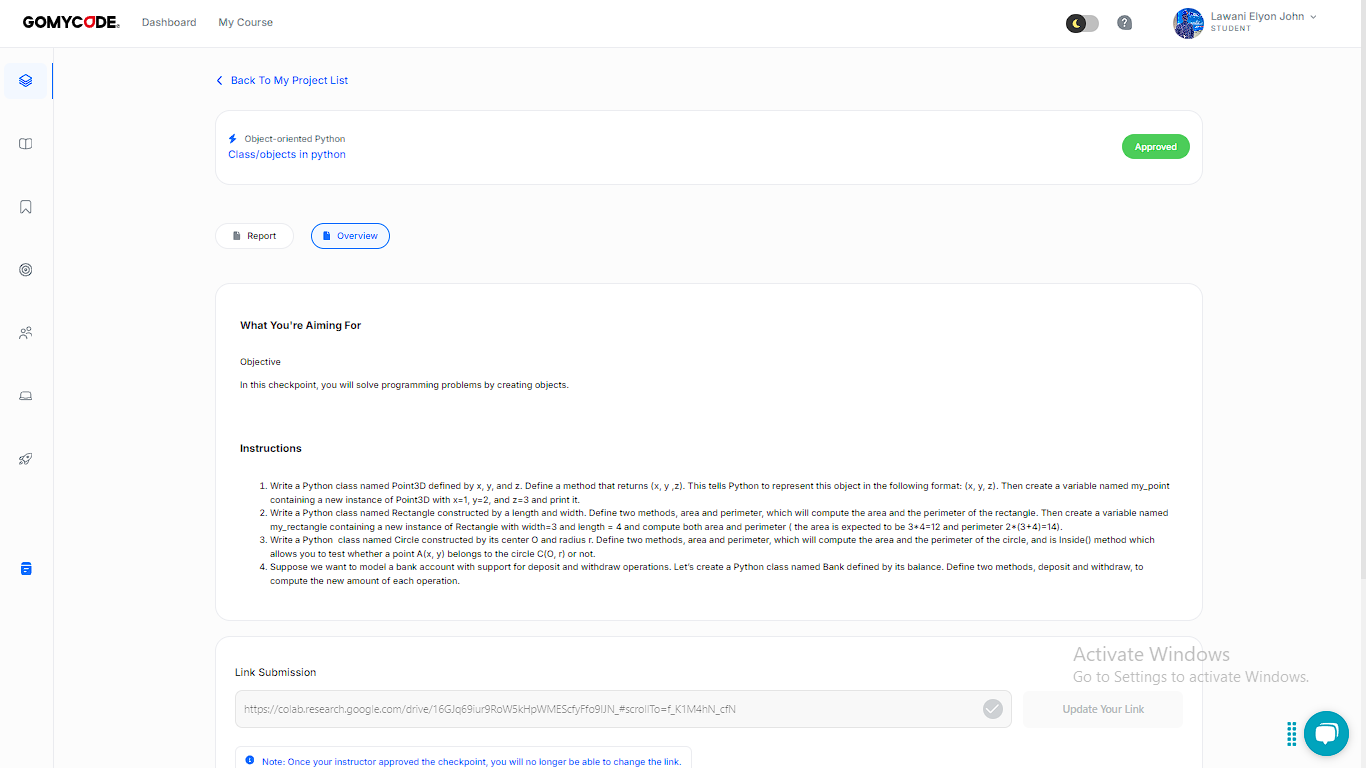 GOMYCODE
Dashboard
My Course
Lawani Elyon John
STUDENT
Back To My Project List
Object-oriented Python
Class/objects in python
Approved
Report
Overview
What You're Aiming For
Objective
In this checkpoint, you will solve programming problems by creating objects.
Instructions
1. Write a Python class named Point3D defined by x, y, and z. Define a method that returns (x, y ,z). This tells Python to represent this object in the following format: (x, y, z). Then create a variable named my_point
containing a new instance of Point3D with x=1, y=2, and z=3 and print it.
2. Write a Python class named Rectangle constructed by a length and width. Define two methods, area and perimeter, which will compute the area and the perimeter of the rectangle. Then create a variable named
my_rectangle containing a new instance of Rectangle with width=3 and length = 4 and compute both area and perimeter ( the area is expected to be 3*4=12 and perimeter 2*(3+4)=14).
3. Write a Python  class named Circle constructed by its center O and radius r. Define two methods, area and perimeter, which will compute the area and the perimeter of the circle, and is Inside() method which
allows you to test whether a point A(x, y) belongs to the circle C(O, r) or not.
4. Suppose we want to model a bank account with support for deposit and withdraw operations. Let's create a Python class named Bank defined by its balance. Define two methods, deposit and withdraw, to
compute the new amount of each operation.
Link Submission
https://colab.research.google.com/drive/16GJq69iur9RoW5kHpWMEScfyFfo9IJN_#scrollTo=f_K1M4hN_cfN
Update Your Link
Note: Once your instructor approved the checkpoint, you will no longer be able to change the link.
Activate Windows
Go to Settings to activate Windows.